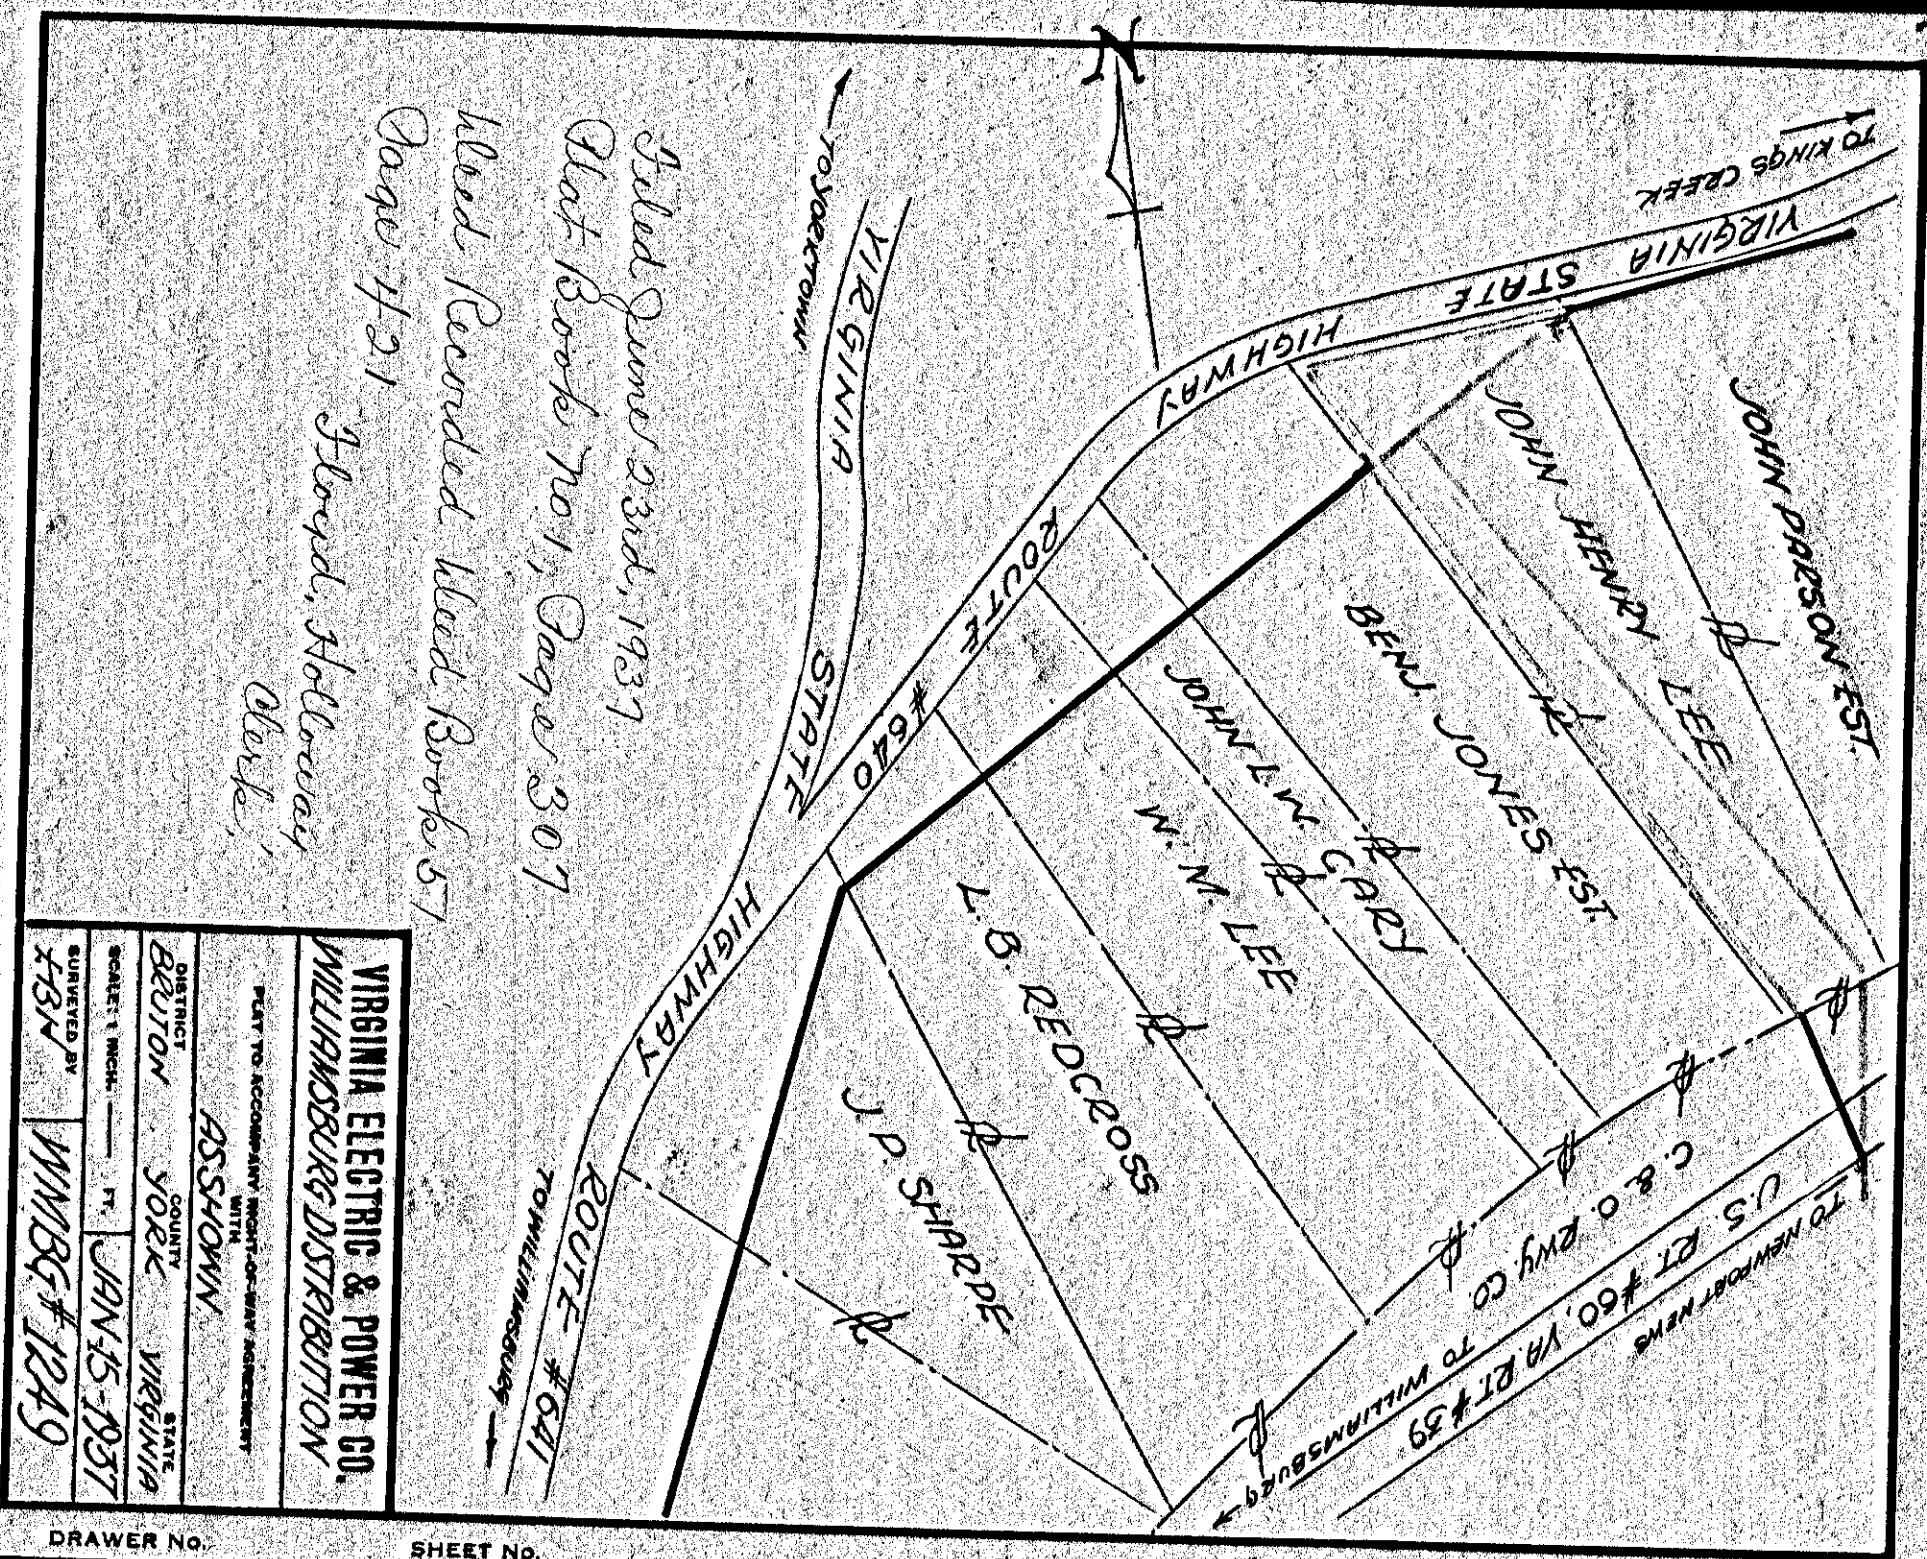 TO KINGS CREEK
VIRGINIA STATE HIGHWAY ROUTE #640
JOHN PARSON EST.
JOHN HENRY LEE
BENJ. JONES EST.
JOHN L.W. CARY
W. M. LEE
L. B. REDCROSS
J. P. SHARPE
C. & O. RWY. CO.
U.S. RT. #60, VA. RT. #39
TO NEWPORT NEWS
TO WILLIAMSBURG
N
TO YORKTOWN
VIRGINIA STATE HIGHWAY ROUTE #641
TO WILLIAMSBURG
Filed June 23rd, 1937
Plat Book No 1, Page 307
Deed Recorded Deed Book 57
Page 421
Floyd Holloway
Clerk,
VIRGINIA ELECTRIC & POWER CO.
WILLIAMSBURG DISTRIBUTION
PLAT TO ACCOMPANY RIGHT-OF-WAY AGREEMENT
WITH
AS SHOWN
DISTRICT COUNTY STATE
BRUTON YORK VIRGINIA
SCALE: 1 INCH. FT. JAN-15-1937
SURVEYED BY
WMBG# 12A9
DRAWER No.
SHEET No.